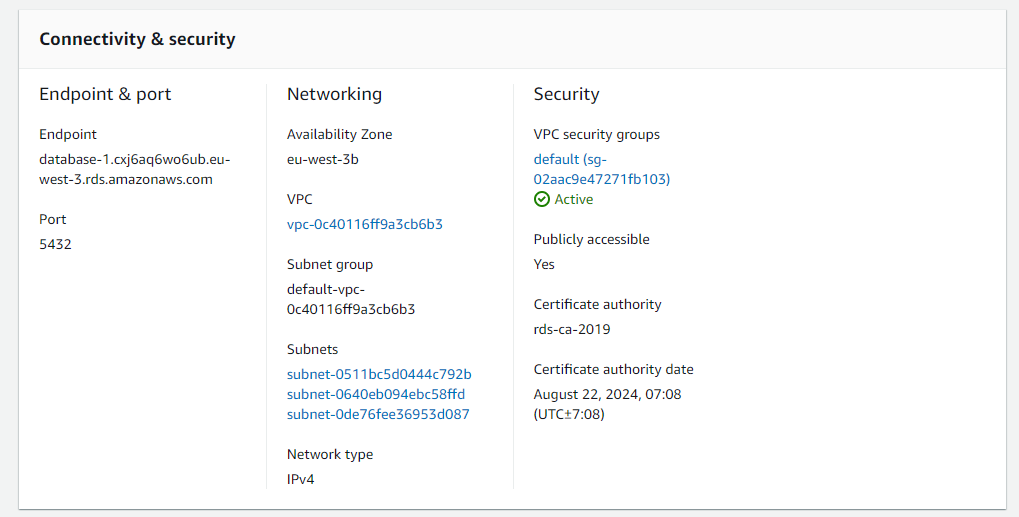 Connectivity & security
Endpoint & port
Endpoint
database-1.cxj6aq6wo6ub.eu-
west-3.rds.amazonaws.com
Port
5432
Networking
Availability Zone
eu-west-3b
VPC
vpc-0c40116ff9a3cb6b3
Subnet group
default-vpc-
0c40116ff9a3cb6b3
Subnets
subnet-0511bc5d0444c792b
subnet-0640eb094ebc58ffd
subnet-0de76fee36953d087
Network type
IPv4
Security
VPC security groups
default (sg-
02aac9e47271fb103)
Active
Publicly accessible
Yes
Certificate authority
rds-ca-2019
Certificate authority date
August 22, 2024, 07:08
(UTC±7:08)